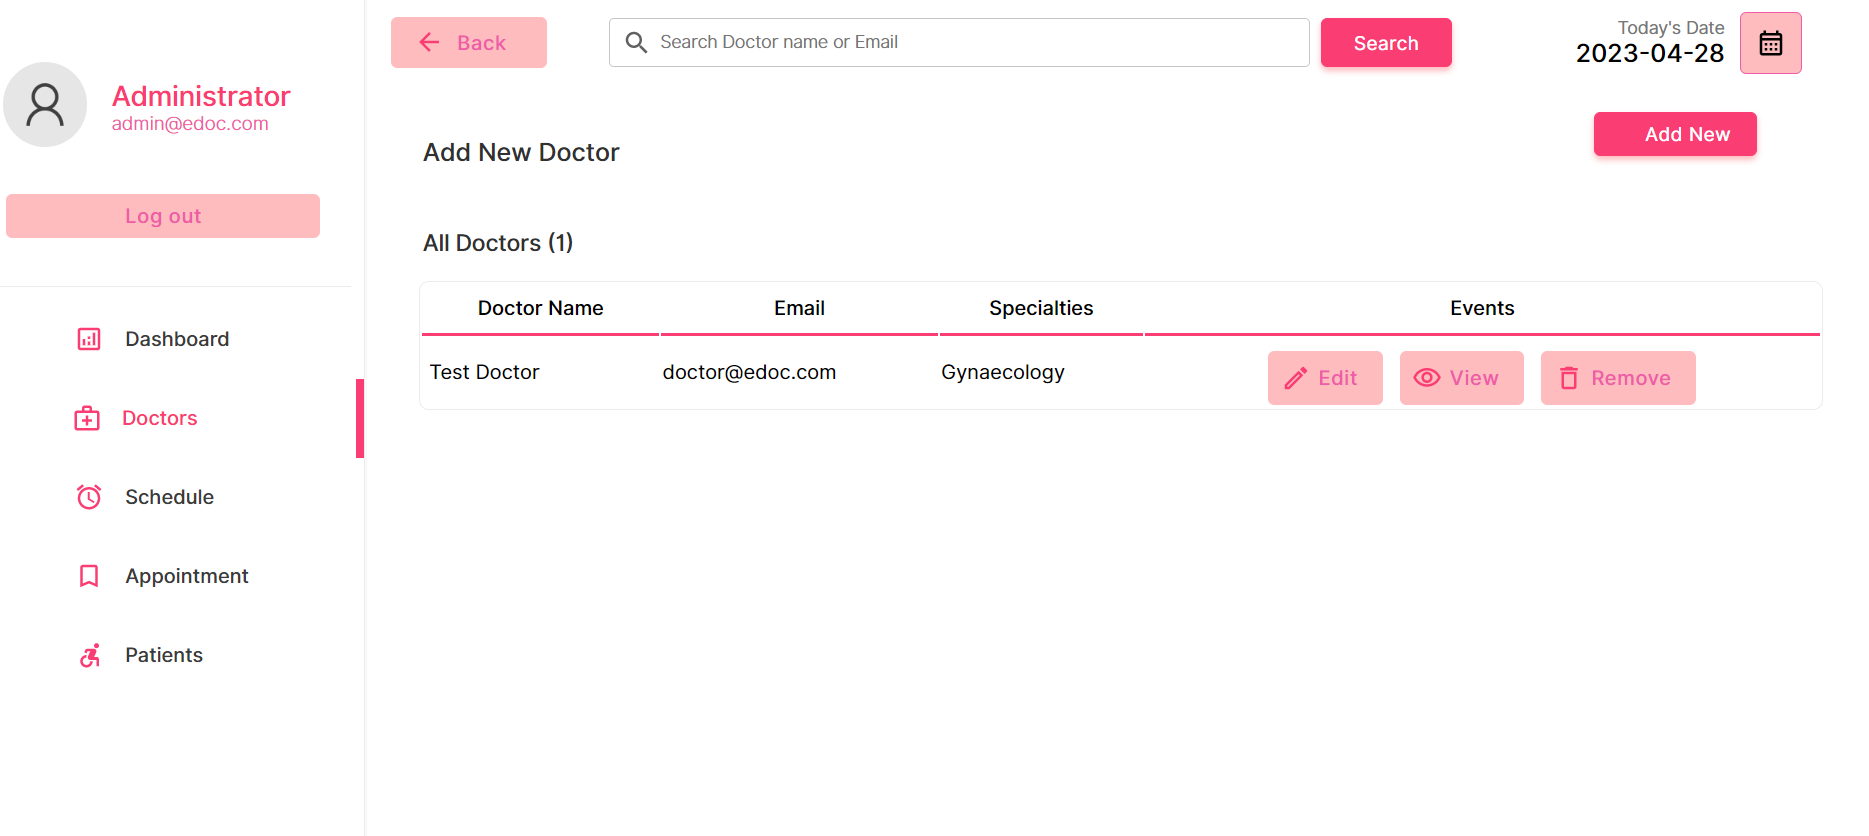 Administrator
admin@edoc.com
Log out
Dashboard
Doctors
Schedule
Appointment
Patients
Back
Search Doctor name or Email
Search
Today's Date
2023-04-28
Add New Doctor
Add New
All Doctors (1)
Doctor Name Email Specialties Events
Test Doctor doctor@edoc.com Gynaecology Edit View Remove